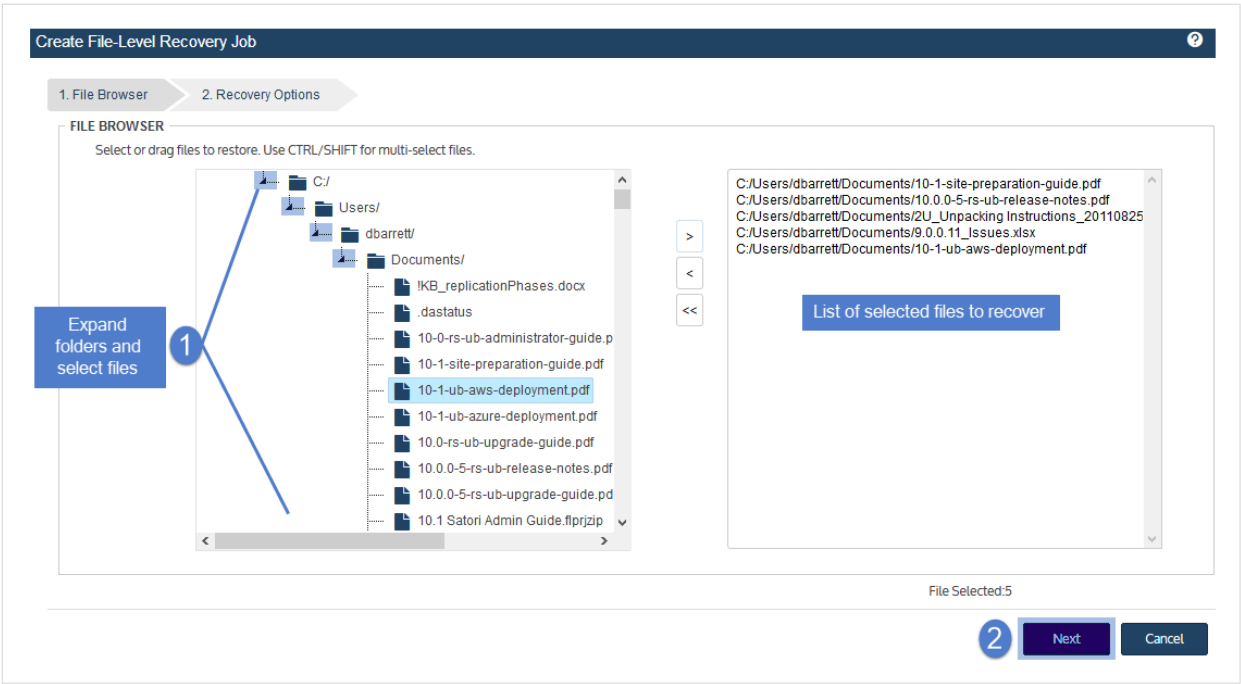 Create File-Level Recovery Job
?
1. File Browser
2. Recovery Options
FILE BROWSER
Select or drag files to restore. Use CTRL/SHIFT for multi-select files.
C:/
Users/
dbarrett/
Documents/
!KB_replicationPhases.docx
.dastatus
10-0-rs-ub-administrator-guide.p
10-1-site-preparation-guide.pdf
10-1-ub-aws-deployment.pdf
10-1-ub-azure-deployment.pdf
10.0-rs-ub-upgrade-guide.pdf
10.0.0-5-rs-ub-release-notes.pdf
10.0.0-5-rs-ub-upgrade-guide.pd
10.1 Satori Admin Guide.flprjzip
Expand
folders and
select files
1
>
<
<<
C:/Users/dbarrett/Documents/10-1-site-preparation-guide.pdf
C:/Users/dbarrett/Documents/10.0.0-5-rs-ub-release-notes.pdf
C:/Users/dbarrett/Documents/2U_Unpacking Instructions_20110825
C:/Users/dbarrett/Documents/9.0.0.11_Issues.xlsx
C:/Users/dbarrett/Documents/10-1-ub-aws-deployment.pdf
List of selected files to recover
File Selected:5
2
Next
Cancel